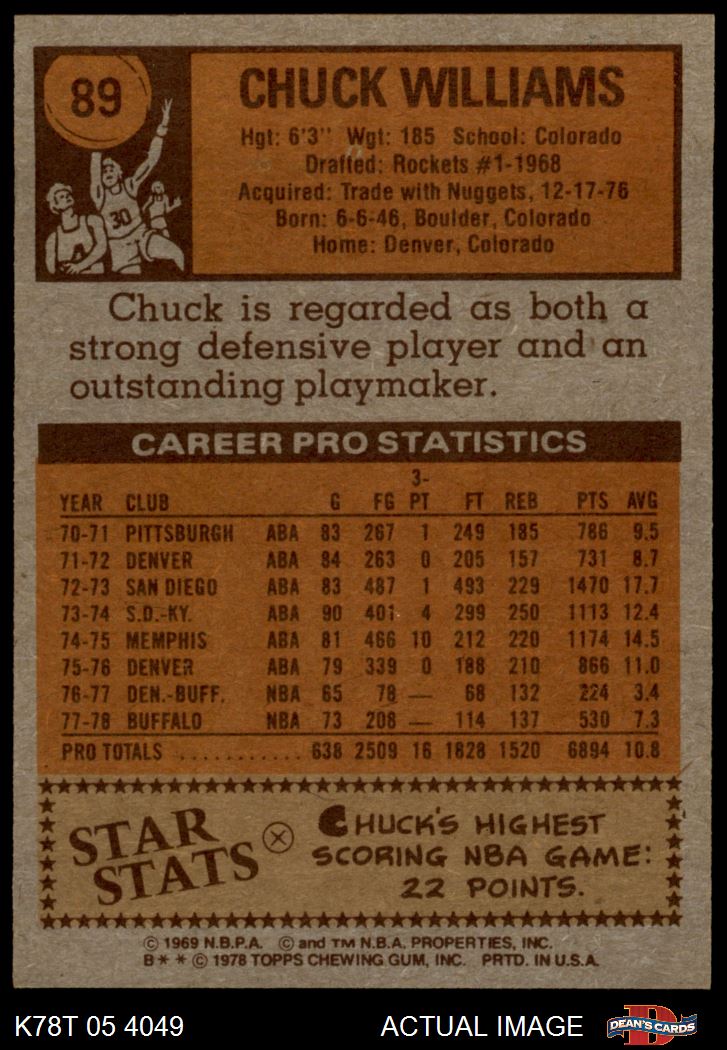 89
CHUCK WILLIAMS
Hgt: 6'3" Wgt: 185 School: Colorado
Drafted: Rockets #1-1968
Acquired: Trade with Nuggets, 12-17-76
Born: 6-6-46, Boulder, Colorado
Home: Denver, Colorado
30
Chuck is regarded as both a
strong defensive player and an
outstanding playmaker.
CAREER PRO STATISTICS
YEAR CLUB G FG 3-PT FT REB PTS AVG
70-71 PITTSBURGH ABA 83 267 1 249 185 786 9.5
71-72 DENVER ABA 84 263 0 205 157 731 8.7
72-73 SAN DIEGO ABA 83 487 1 493 229 1470 17.7
73-74 S.D.-KY. ABA 90 401 4 299 250 1113 12.4
74-75 MEMPHIS ABA 81 466 10 212 220 1174 14.5
75-76 DENVER ABA 79 339 0 188 210 866 11.0
76-77 DEN.-BUFF. NBA 65 78 — 68 132 224 3.4
77-78 BUFFALO NBA 73 208 — 114 137 530 7.3
PRO TOTALS ........... 638 2509 16 1828 1520 6894 10.8
STAR STATS
CHUCK'S HIGHEST
SCORING NBA GAME:
22 POINTS.
© 1969 N.B.P.A. © and TM N.B.A. PROPERTIES, INC.
B* * © 1978 TOPPS CHEWING GUM, INC. PRTD. IN U.S.A.
K78T 05 4049 ACTUAL IMAGE
D
DEAN'S CARDS